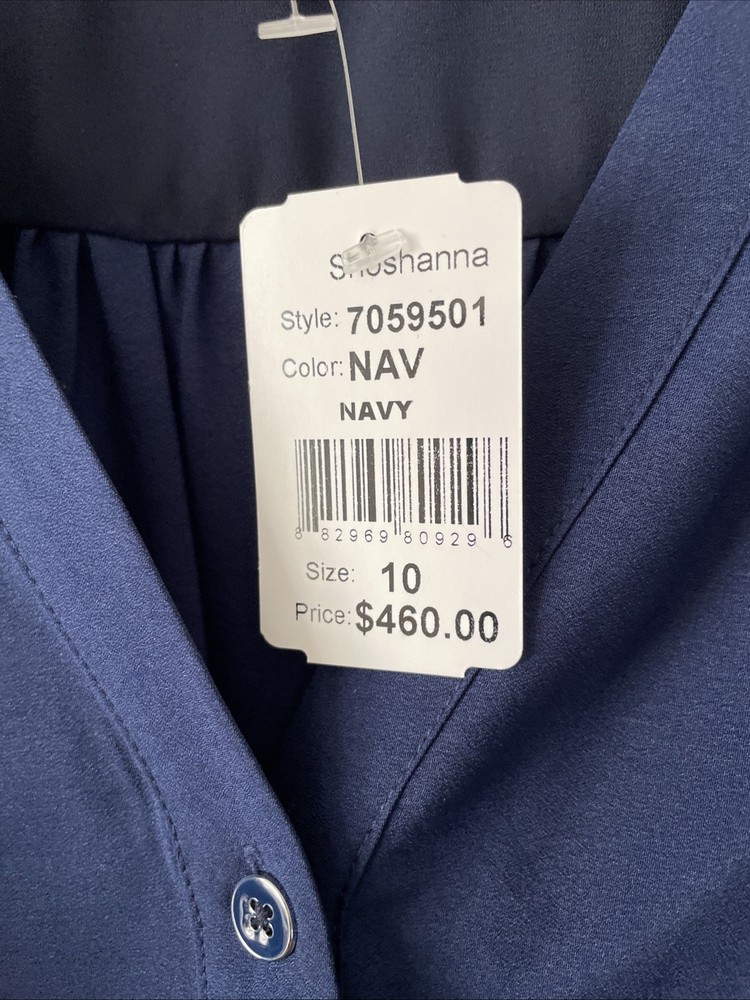 Shoshanna
Style: 7059501
Color: NAV
NAVY
8 82969 80929 6
Size: 10
Price: $460.00